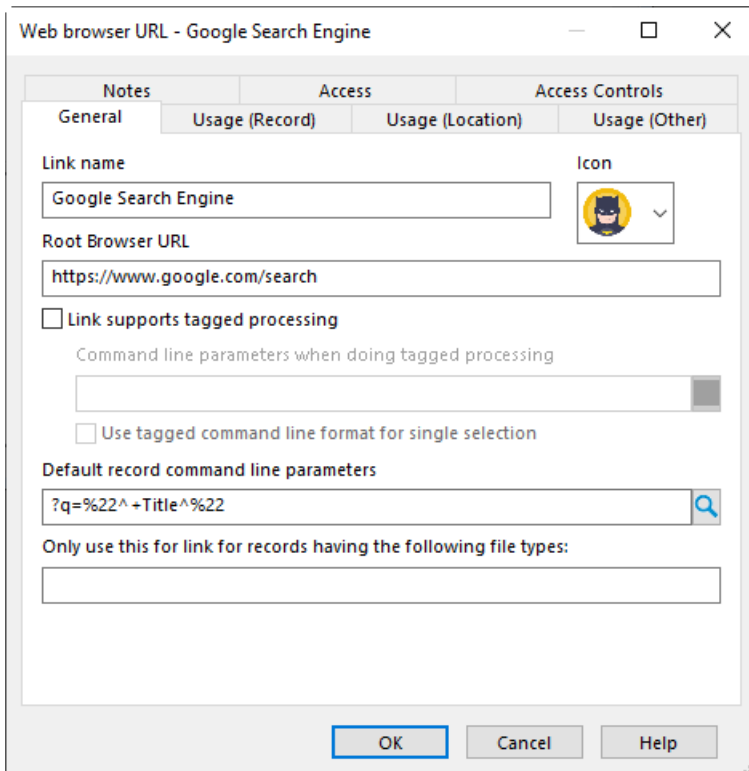 Web browser URL - Google Search Engine
Notes Access Access Controls
General Usage (Record) Usage (Location) Usage (Other)
Link name Icon
Google Search Engine
Root Browser URL
https://www.google.com/search
Link supports tagged processing
Command line parameters when doing tagged processing
Use tagged command line format for single selection
Default record command line parameters
?q=%22^+Title^%22
Only use this for link for records having the following file types:
OK Cancel Help